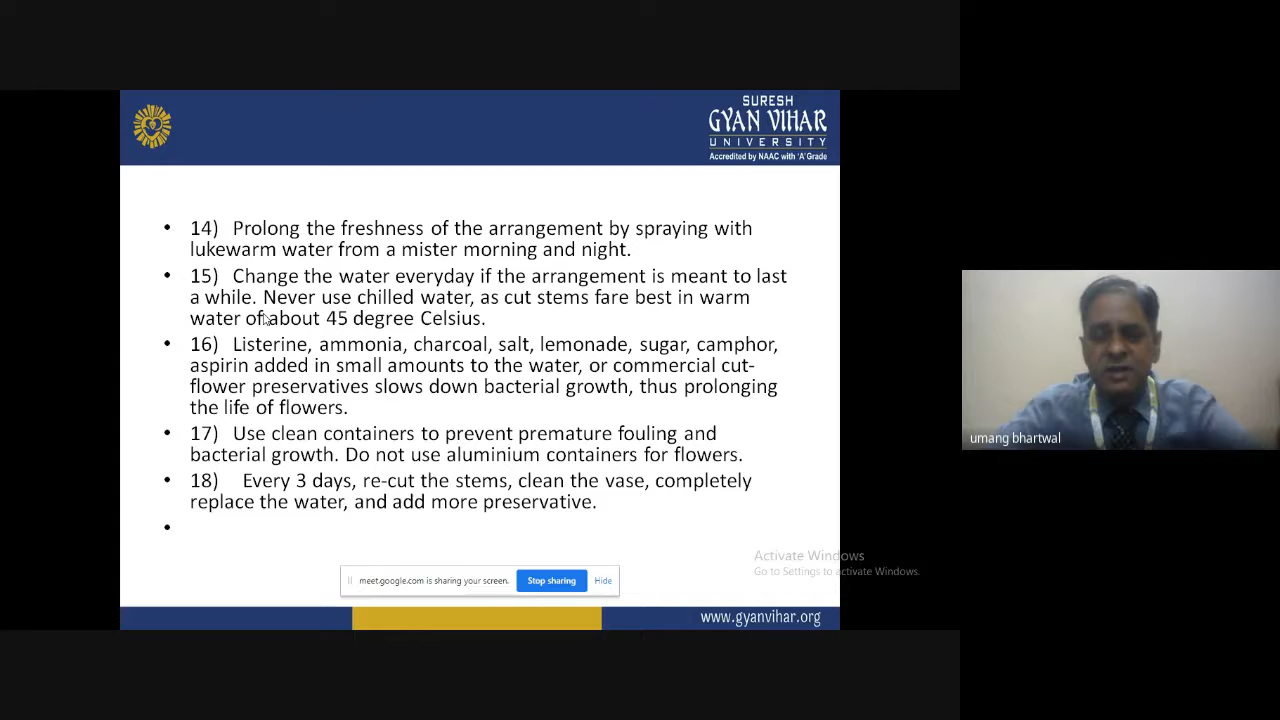 SURESH
GYAN VIHAR
UNIVERSITY
Accredited by NAAC with 'A' Grade
• 14) Prolong the freshness of the arrangement by spraying with
lukewarm water from a mister morning and night.
• 15) Change the water everyday if the arrangement is meant to last
a while. Never use chilled water, as cut stems fare best in warm
water of about 45 degree Celsius.
• 16) Listerine, ammonia, charcoal, salt, lemonade, sugar, camphor,
aspirin added in small amounts to the water, or commercial cut-
flower preservatives slows down bacterial growth, thus prolonging
the life of flowers.
• 17) Use clean containers to prevent premature fouling and
bacterial growth. Do not use aluminium containers for flowers.
• 18) Every 3 days, re-cut the stems, clean the vase, completely
replace the water, and add more preservative.
•
umang bhartwal
Activate Windows
Go to Settings to activate Windows.
meet.google.com is sharing your screen. Stop sharing Hide
www.gyanvihar.org